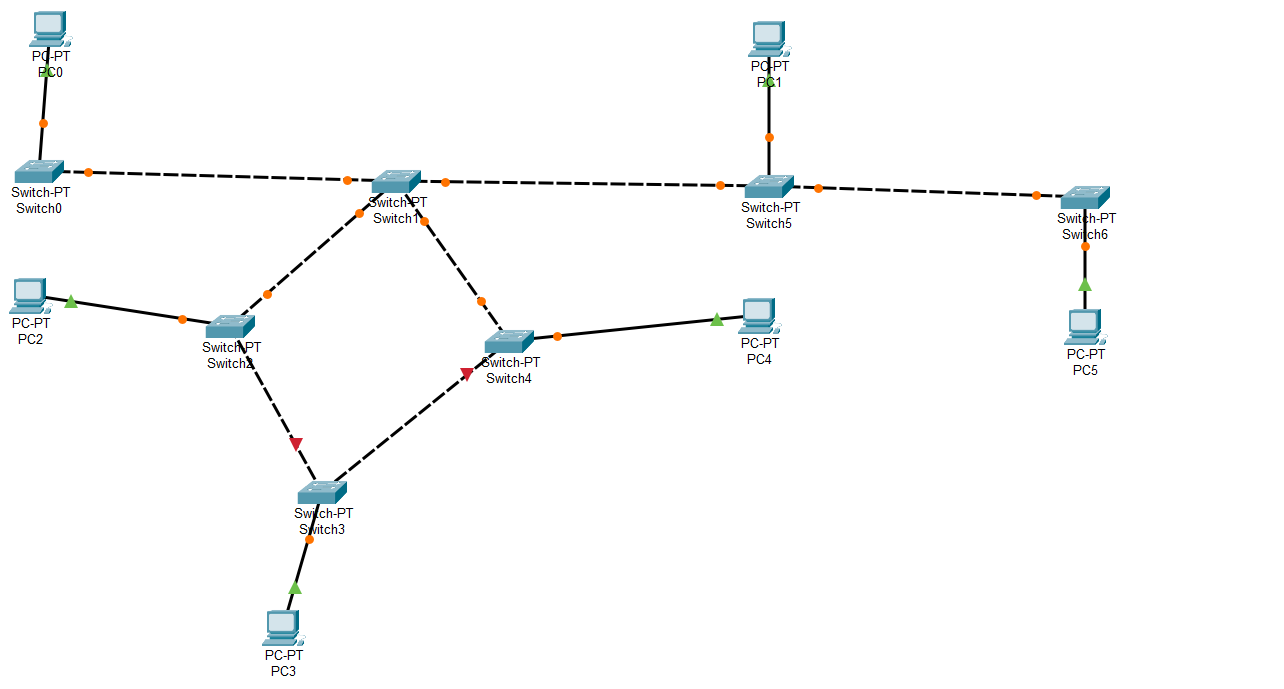 PC-PT
PC0
PC-PT
PC1
Switch-PT
Switch0
Switch-PT
Switch1
Switch-PT
Switch5
Switch-PT
Switch6
PC-PT
PC2
Switch-PT
Switch2
Switch-PT
Switch4
PC-PT
PC4
PC-PT
PC5
Switch-PT
Switch3
PC-PT
PC3